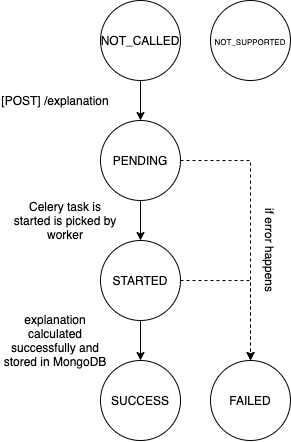 NOT_CALLED
NOT_SUPPORTED
[POST] /explanation
PENDING
Celery task is
started is picked by
worker
if error happens
STARTED
explanation
calculated
successfully and
stored in MongoDB
SUCCESS
FAILED